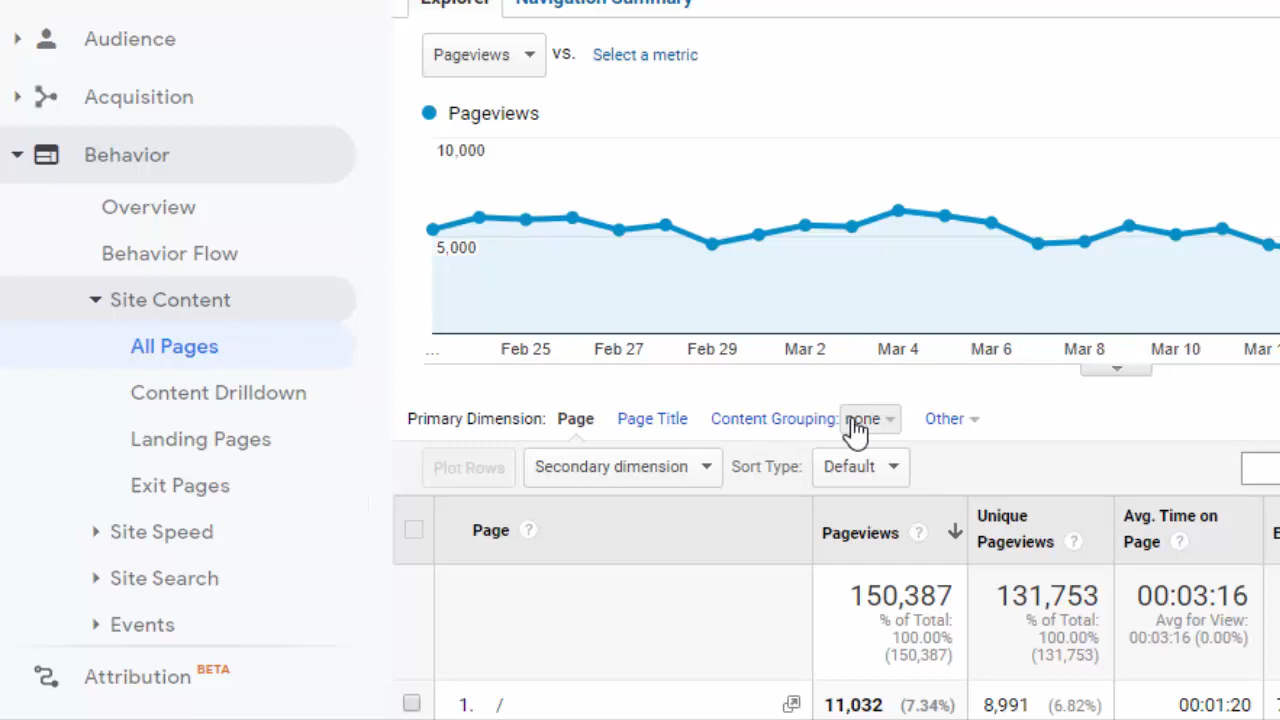 Explorer Navigation Summary
Audience
Acquisition
Behavior
Overview
Behavior Flow
Site Content
All Pages
Content Drilldown
Landing Pages
Exit Pages
Site Speed
Site Search
Events
Attribution BETA
Pageviews VS. Select a metric
Pageviews
10,000
5,000
... Feb 25 Feb 27 Feb 29 Mar 2 Mar 4 Mar 6 Mar 8 Mar 10 Mar 1
Primary Dimension: Page Page Title Content Grouping: none Other
Plot Rows Secondary dimension Sort Type: Default
Page ? Pageviews ? Unique Pageviews ? Avg. Time on Page ?
150,387 131,753 00:03:16
% of Total: % of Total: Avg for View:
100.00% 100.00% 00:03:16 (0.00%)
(150,387) (131,753)
1. / 11,032 (7.34%) 8,991 (6.82%) 00:01:20